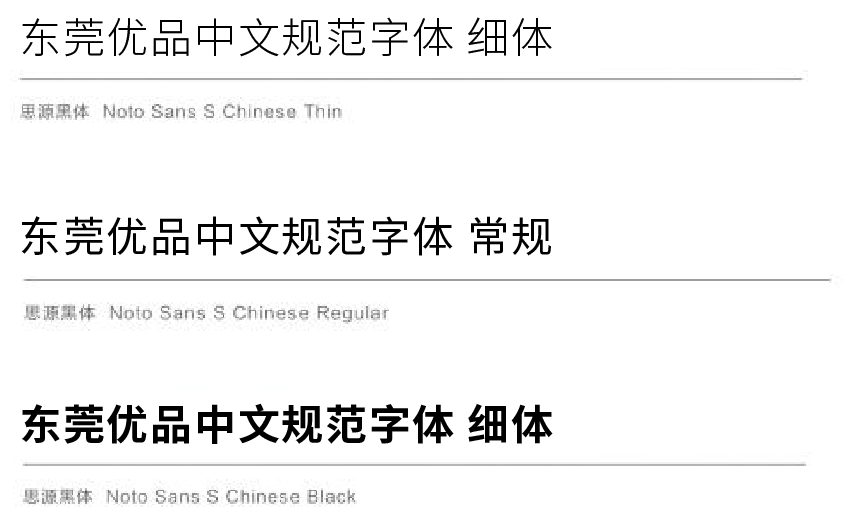 东莞优品中文规范字体 细体
思源黑体 Noto Sans S Chinese Thin
东莞优品中文规范字体 常规
思源黑体 Noto Sans S Chinese Regular
东莞优品中文规范字体 细体
思源黑体 Noto Sans S Chinese Black